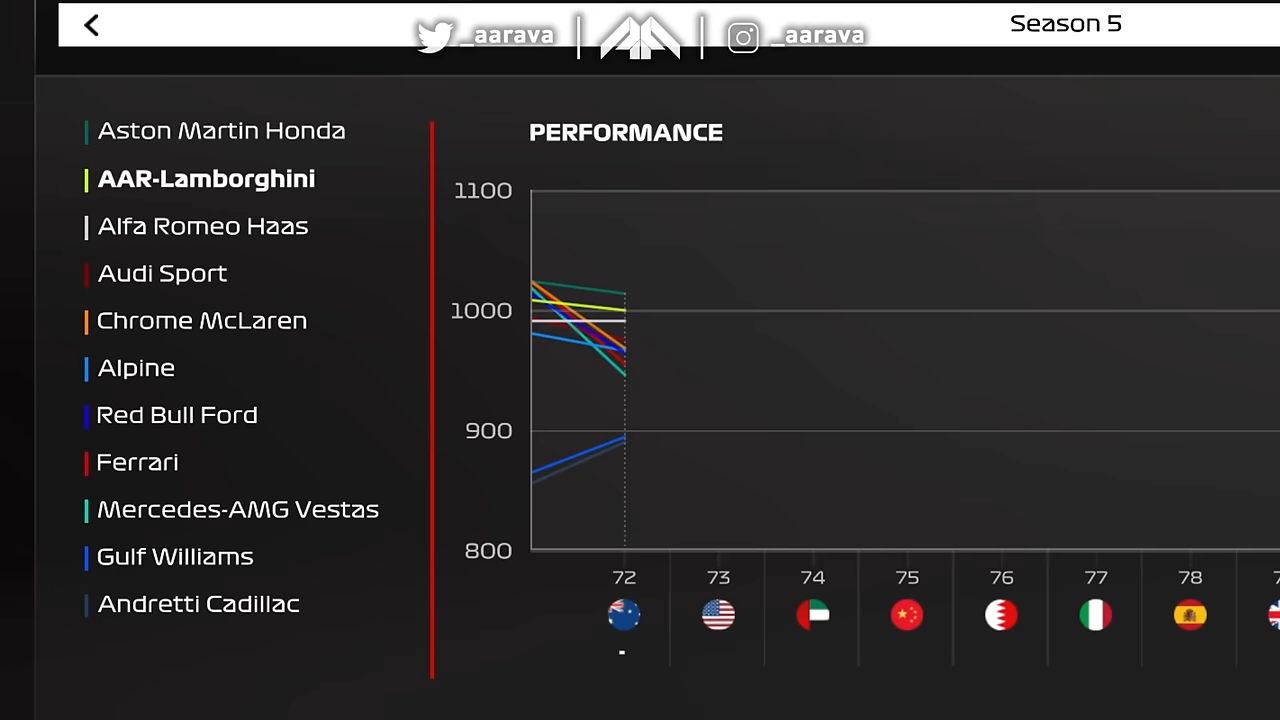 Season 5
_aarava
_aarava
Aston Martin Honda
AAR-Lamborghini
Alfa Romeo Haas
Audi Sport
Chrome McLaren
Alpine
Red Bull Ford
Ferrari
Mercedes-AMG Vestas
Gulf Williams
Andretti Cadillac
PERFORMANCE
1100
1000
900
800
72 73 74 75 76 77 78
-